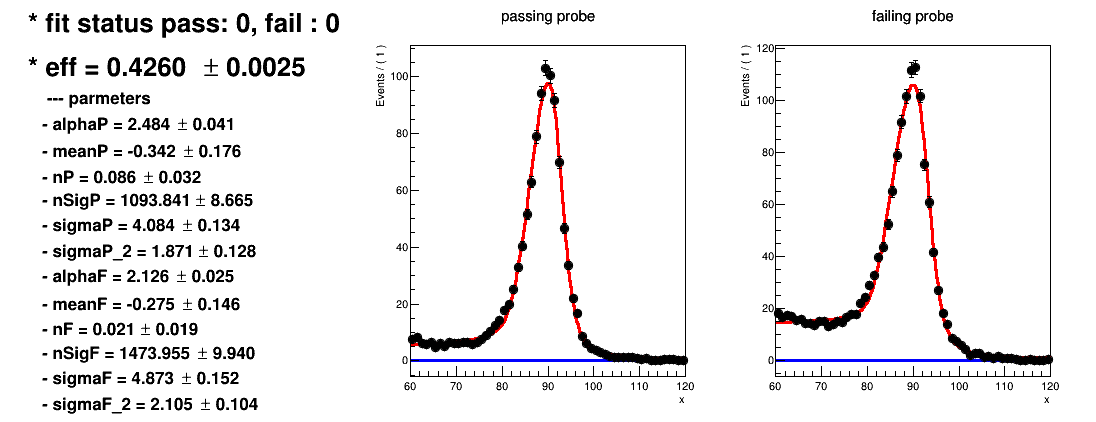 * fit status pass: 0, fail : 0
* eff = 0.4260 ± 0.0025
--- parmeters
- alphaP = 2.484 ± 0.041
- meanP = -0.342 ± 0.176
- nP = 0.086 ± 0.032
- nSigP = 1093.841 ± 8.665
- sigmaP = 4.084 ± 0.134
- sigmaP_2 = 1.871 ± 0.128
- alphaF = 2.126 ± 0.025
- meanF = -0.275 ± 0.146
- nF = 0.021 ± 0.019
- nSigF = 1473.955 ± 9.940
- sigmaF = 4.873 ± 0.152
- sigmaF_2 = 2.105 ± 0.104
passing probe
Events / ( 1 )
100
80
60
40
20
0
60 70 80 90 100 110 120
x
failing probe
Events / ( 1 )
120
100
80
60
40
20
0
60 70 80 90 100 110 120
x